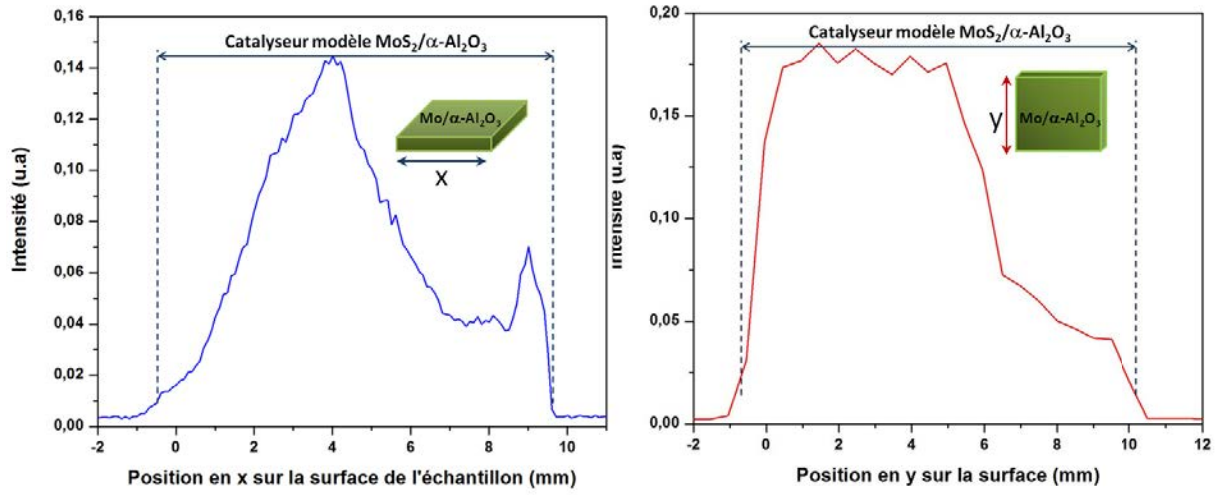 0,16
0,14
0,12
0,10
0,08
0,06
0,04
0,02
0,00
Intensité (u.a)
Catalyseur modèle MoS₂/α-Al₂O₃
Mo/α-Al₂O₃
X
-2 0 2 4 6 8 10
Position en x sur la surface de l'échantillon (mm)
0,20
0,15
0,10
0,05
0,00
Intensité (u.a)
Catalyseur modèle MoS₂/α-Al₂O₃
y
Mo/α-Al₂O₃
-2 0 2 4 6 8 10 12
Position en y sur la surface (mm)